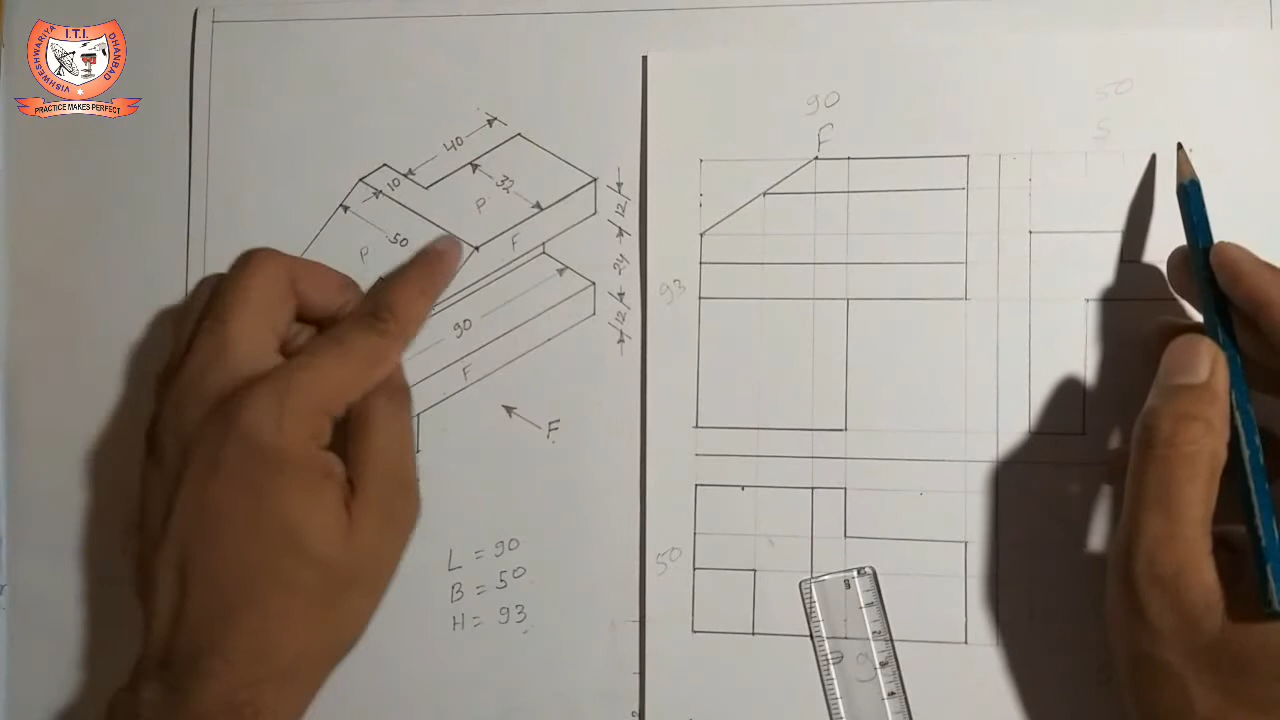 I.T.I.
VISHWESHWARIYA
DHANBAD
PRACTICE MAKES PERFECT
40
10
32
P
50
P
F
12
24
12
90
F
F
L = 90
B = 50
H = 93
90
F
50
S
93
50